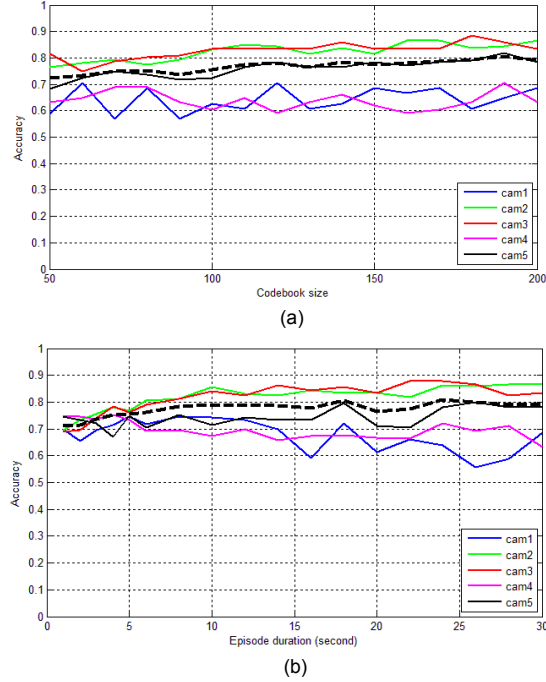 1
0.9
0.8
0.7
0.6
0.5
0.4
0.3
0.2
0.1
0
Accuracy
cam1
cam2
cam3
cam4
cam5
50 100 150 200
Codebook size
(a)
1
0.9
0.8
0.7
0.6
0.5
0.4
0.3
0.2
0.1
0
Accuracy
cam1
cam2
cam3
cam4
cam5
0 5 10 15 20 25 30
Episode duration (second)
(b)